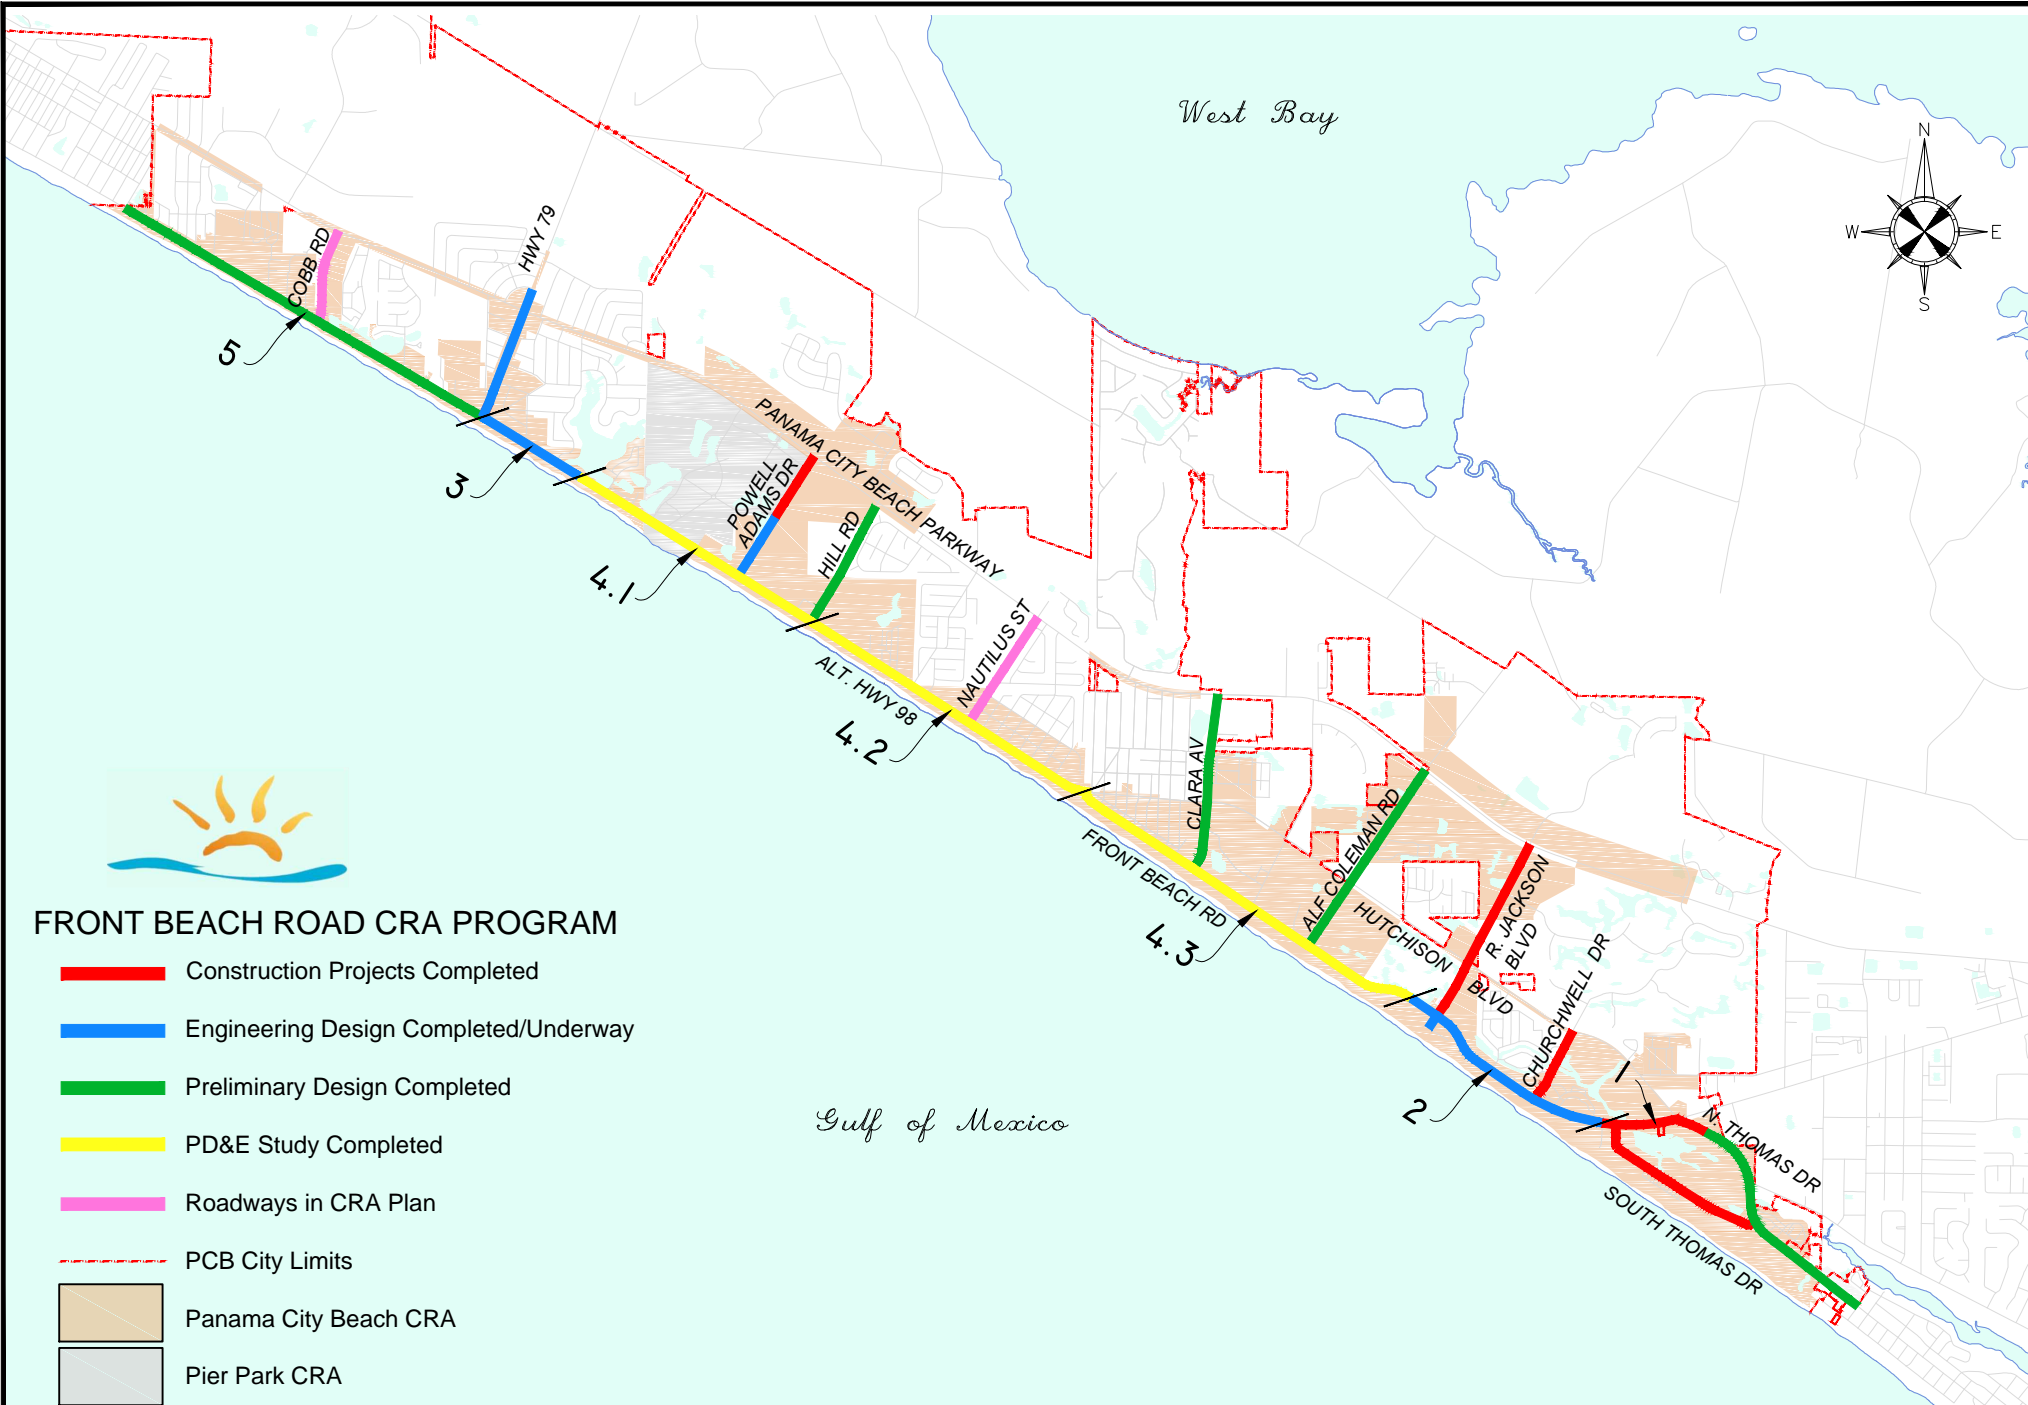 West Bay
N
W
E
S
HWY 79
COBB RD
5
3
PANAMA CITY BEACH PARKWAY
POWELL
ADAMS DR
HILL RD
4.1
NAUTILUS ST
ALT. HWY 98
4.2
CLARA AV
FRONT BEACH RD
ALF COLEMAN RD
4.3
HUTCHISON
BLVD
R. JACKSON
BLVD
CHURCHWELL DR
1
2
N. THOMAS DR
SOUTH THOMAS DR
Gulf of Mexico
FRONT BEACH ROAD CRA PROGRAM
Construction Projects Completed
Engineering Design Completed/Underway
Preliminary Design Completed
PD&E Study Completed
Roadways in CRA Plan
PCB City Limits
Panama City Beach CRA
Pier Park CRA